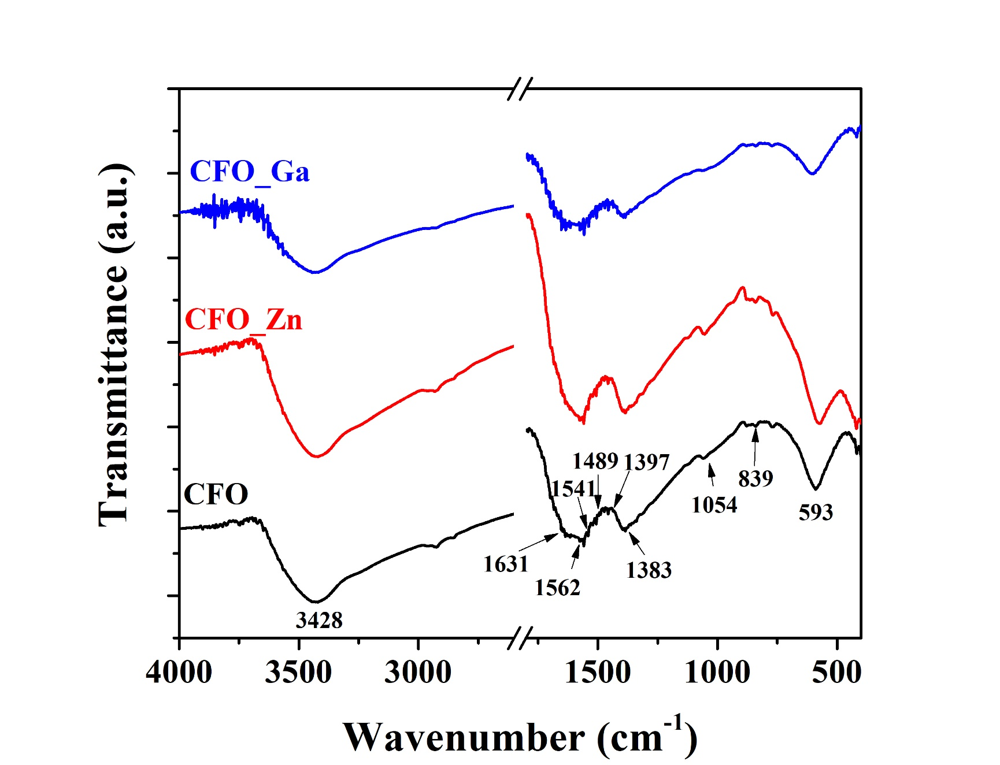 Transmittance (a.u.)
CFO_Ga
CFO_Zn
CFO
3428
1489 1397
1541
839
1054
593
1631
1383
1562
4000 3500 3000 1500 1000 500
Wavenumber (cm⁻¹)